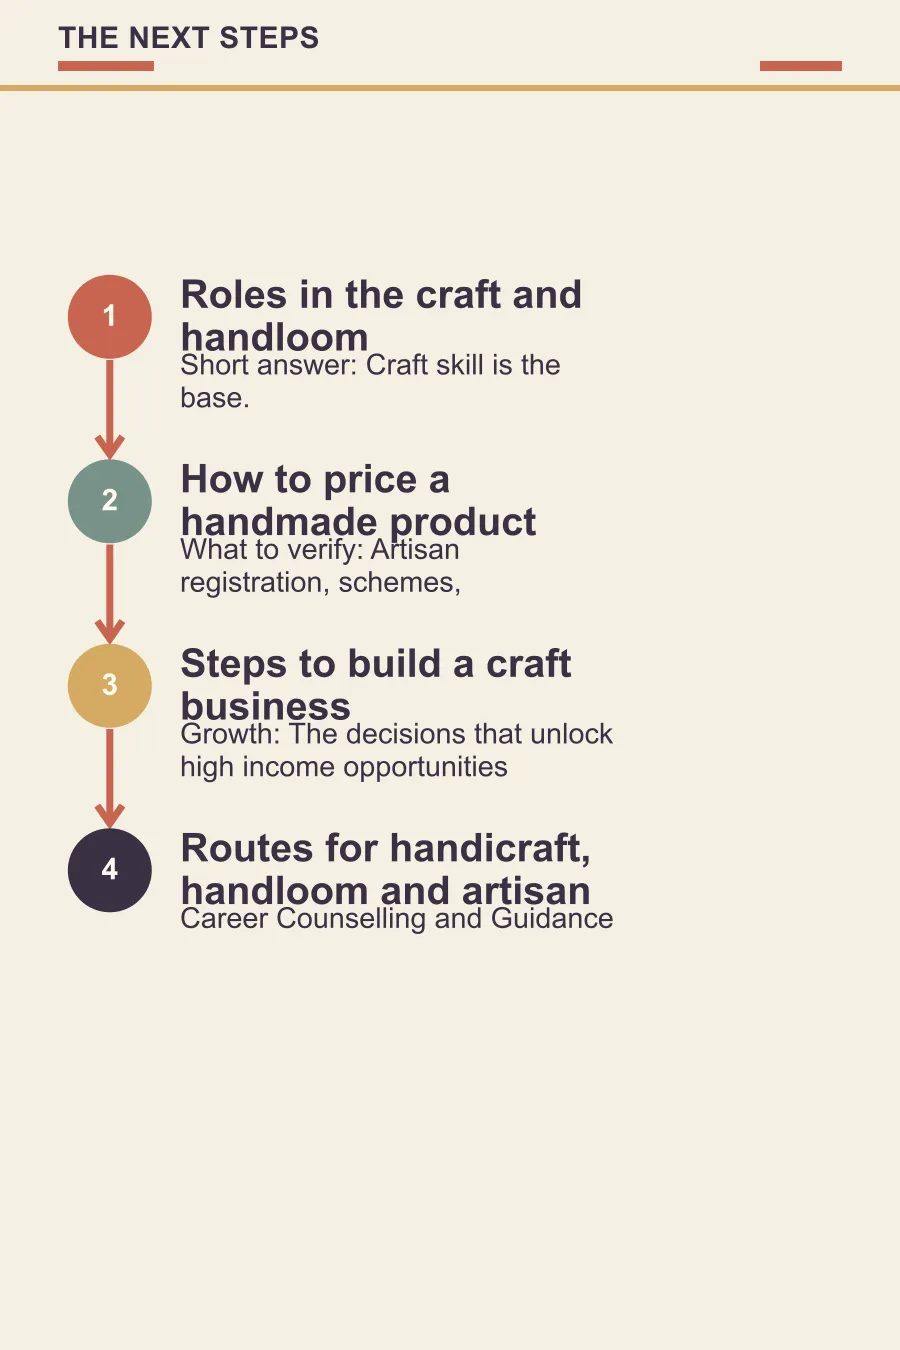 THE NEXT STEPS
1
Roles in the craft and
handloom
Short answer: Craft skill is the
base.
2
How to price a
handmade product
What to verify: Artisan
registration, schemes,
3
Steps to build a craft
business
Growth: The decisions that unlock
high income opportunities
4
Routes for handicraft,
handloom and artisan
Career Counselling and Guidance